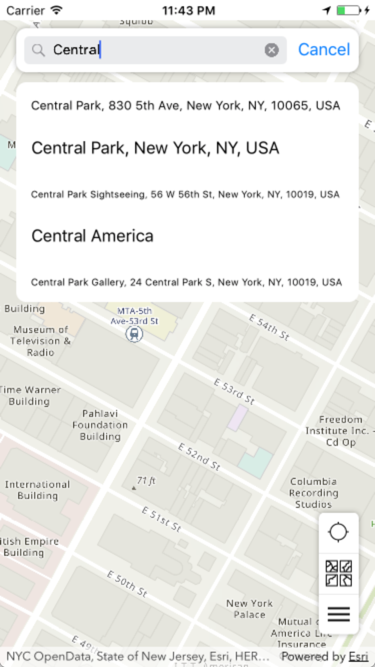 Carrier 11:43 PM
Central Cancel
Central Park, 830 5th Ave, New York, NY, 10065, USA
Central Park, New York, NY, USA
Central Park Sightseeing, 56 W 56th St, New York, NY, 10019, USA
Central America
Central Park Gallery, 24 Central Park S, New York, NY, 10019, USA
Building
MTA-5th
Ave-53rd St
E 54th St
Museum of
Television &
Radio
E 53rd St
Time Warner
Building
Pahlavi
Foundation
Building
Freedom
Institute Inc. -
Cd Op
E 52nd St
71 ft
International
Building
Columbia
Recording
Studios
E 51st St
British Empire
Building
E 50th St
New York
Palace
Mutual
America Life
Insurance
E 49th
NYC OpenData, State of New Jersey, Esri, HER... Powered by Esri